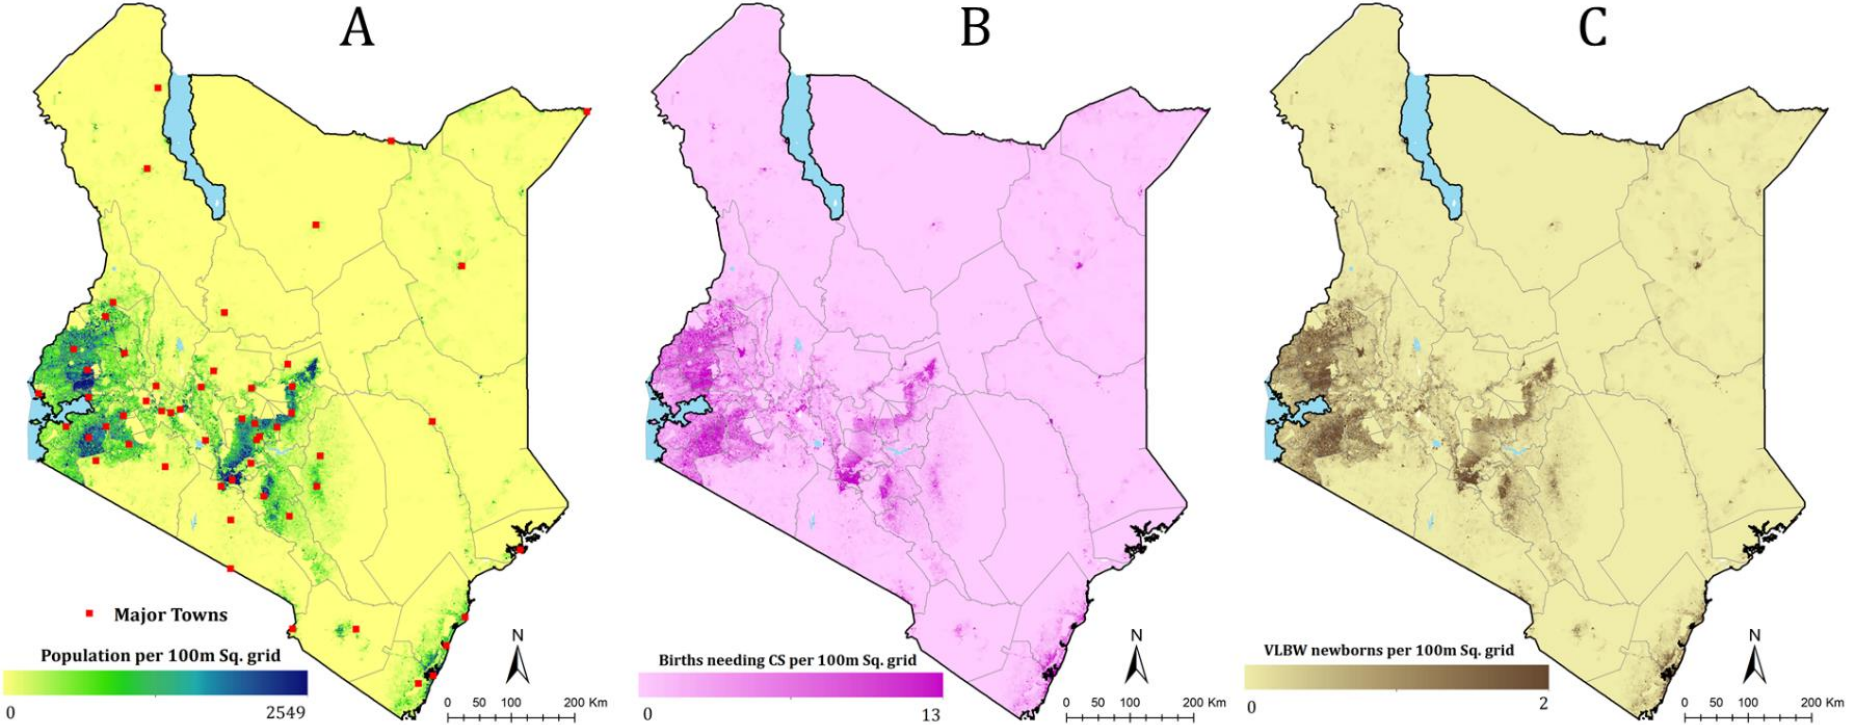 A
B
C
Major Towns
Population per 100m Sq. grid
0 2549
N
0 50 100 200 Km
Births needing CS per 100m Sq. grid
0 13
N
0 50 100 200 Km
VLBW newborns per 100m Sq. grid
0 2
N
0 50 100 200 Km